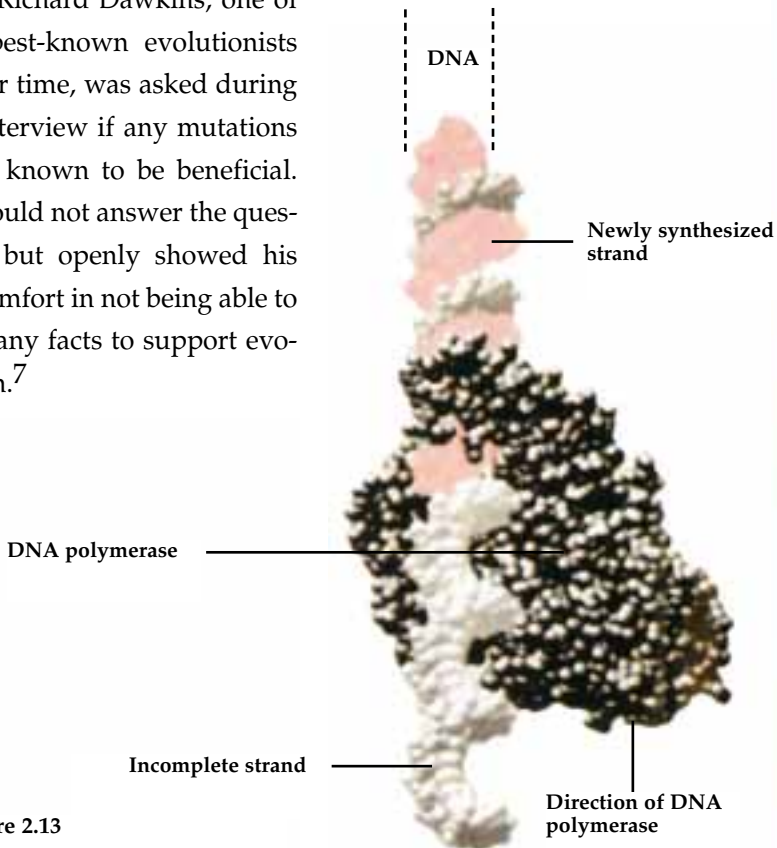 Richard Dawkins, one of
best-known evolutionists
time, was asked during
if any mutations
known to be beneficial.
not answer the ques-
but openly showed his
in not being able to
any facts to support evo-
7
DNA
Newly synthesized
strand
DNA polymerase
Incomplete strand
Direction of DNA
polymerase
2.13